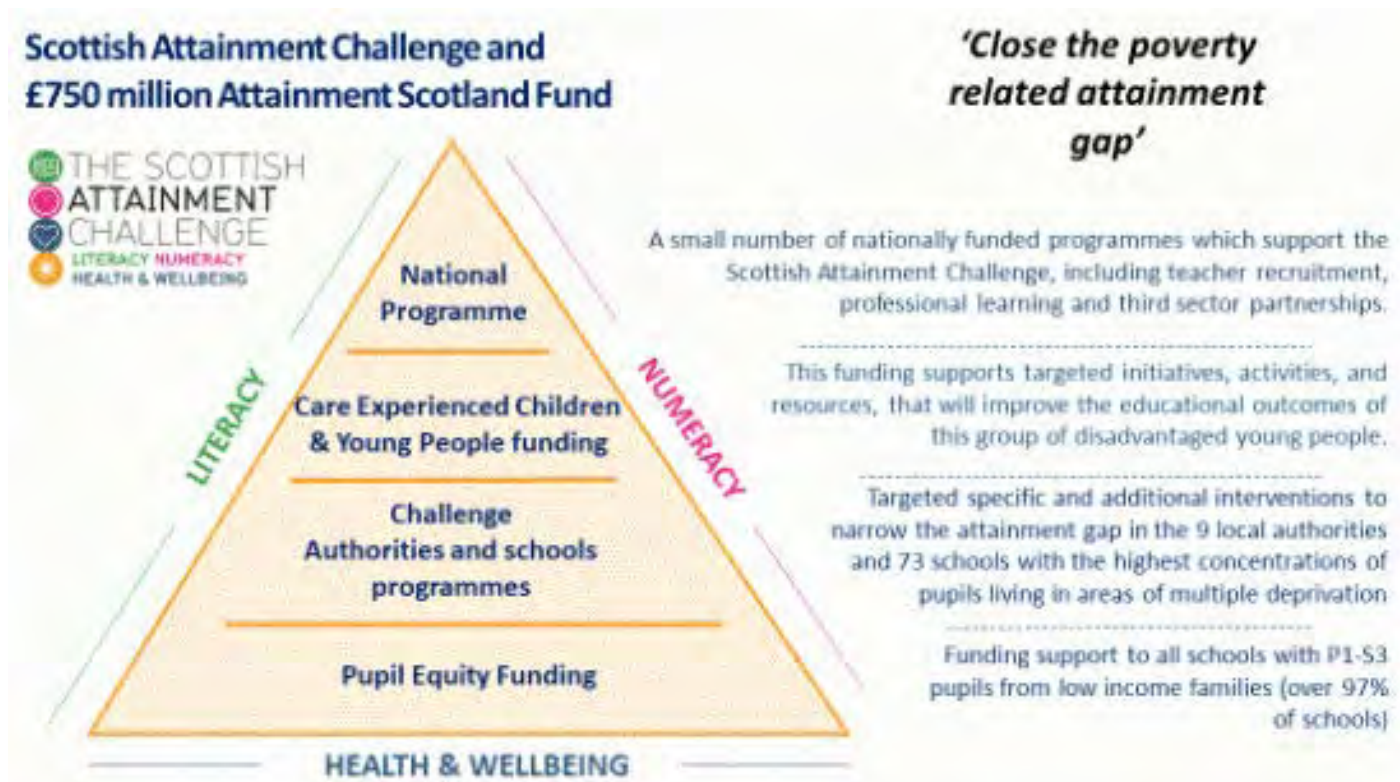 Scottish Attainment Challenge and
£750 million Attainment Scotland Fund
'Close the poverty
related attainment
gap'
THE SCOTTISH
ATTAINMENT
CHALLENGE
LITERACY NUMERACY
HEALTH & WELLBEING
LITERACY
NUMERACY
National
Programme
A small number of nationally funded programmes which support the
Scottish Attainment Challenge, including teacher recruitment,
professional learning and third sector partnerships.
Care Experienced Children
& Young People funding
This funding supports targeted initiatives, activities, and
resources, that will improve the educational outcomes of
this group of disadvantaged young people.
Challenge
Authorities and schools
programmes
Targeted specific and additional interventions to
narrow the attainment gap in the 9 local authorities
and 73 schools with the highest concentrations of
pupils living in areas of multiple deprivation
Pupil Equity Funding
Funding support to all schools with P1-S3
pupils from low income families (over 97%
of schools)
HEALTH & WELLBEING